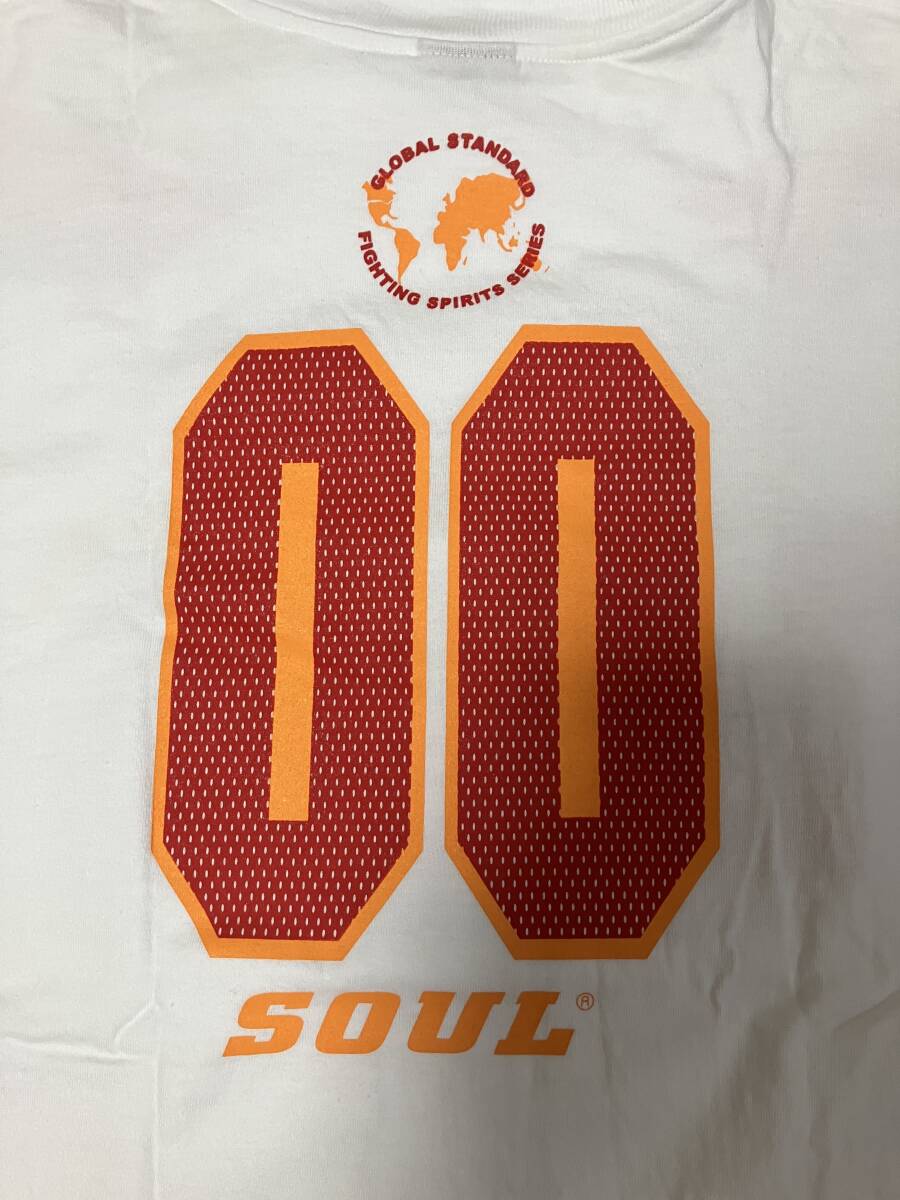 GLOBAL STANDARD
FIGHTING SPIRITS SERIES
00
SOUL®